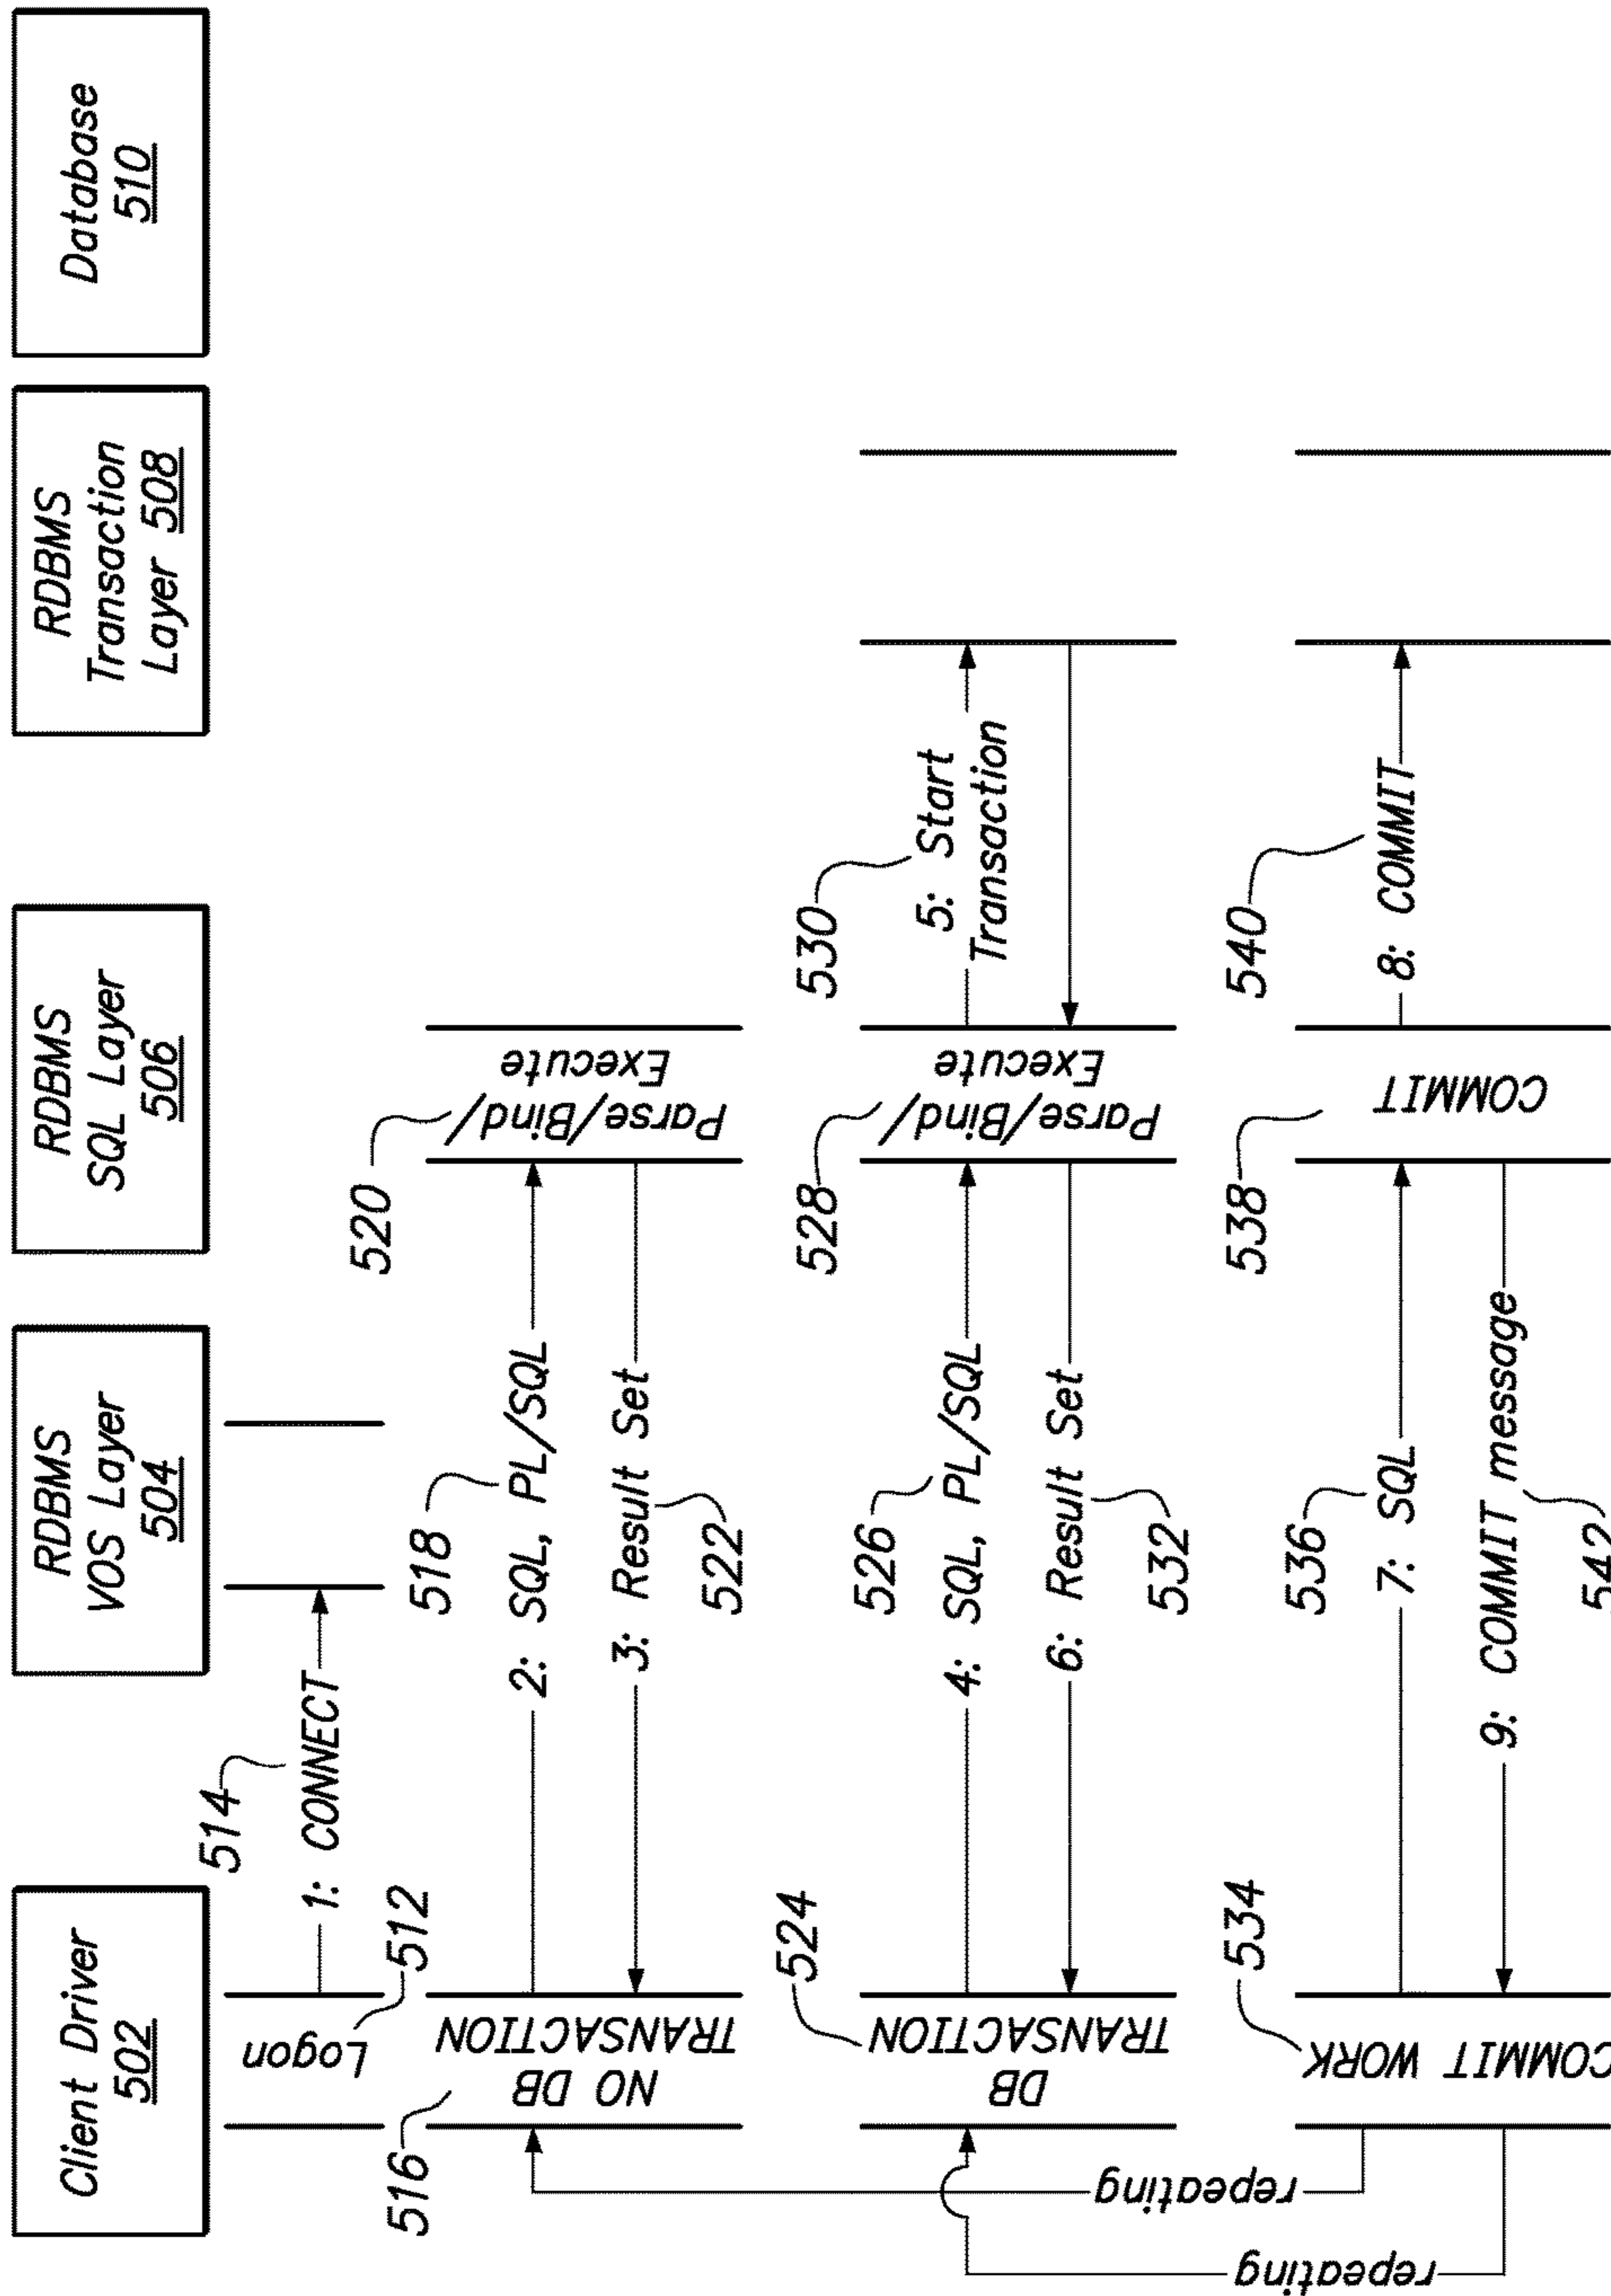 Client Driver
502
RDBMS
VOS Layer
504
RDBMS
SQL Layer
506
RDBMS
Transaction
Layer 508
Database
510
514
Logon
1: CONNECT
512
516
NO DB
TRANSACTION
518
2: SQL, PL/SQL
3: Result Set
522
520
Parse/Bind/
Execute
524
DB
TRANSACTION
526
4: SQL, PL/SQL
6: Result Set
532
528
Parse/Bind/
Execute
530
5: Start
Transaction
534
COMMIT WORK
536
7: SQL
9: COMMIT message
542
538
COMMIT
540
8: COMMIT
repeating
repeating